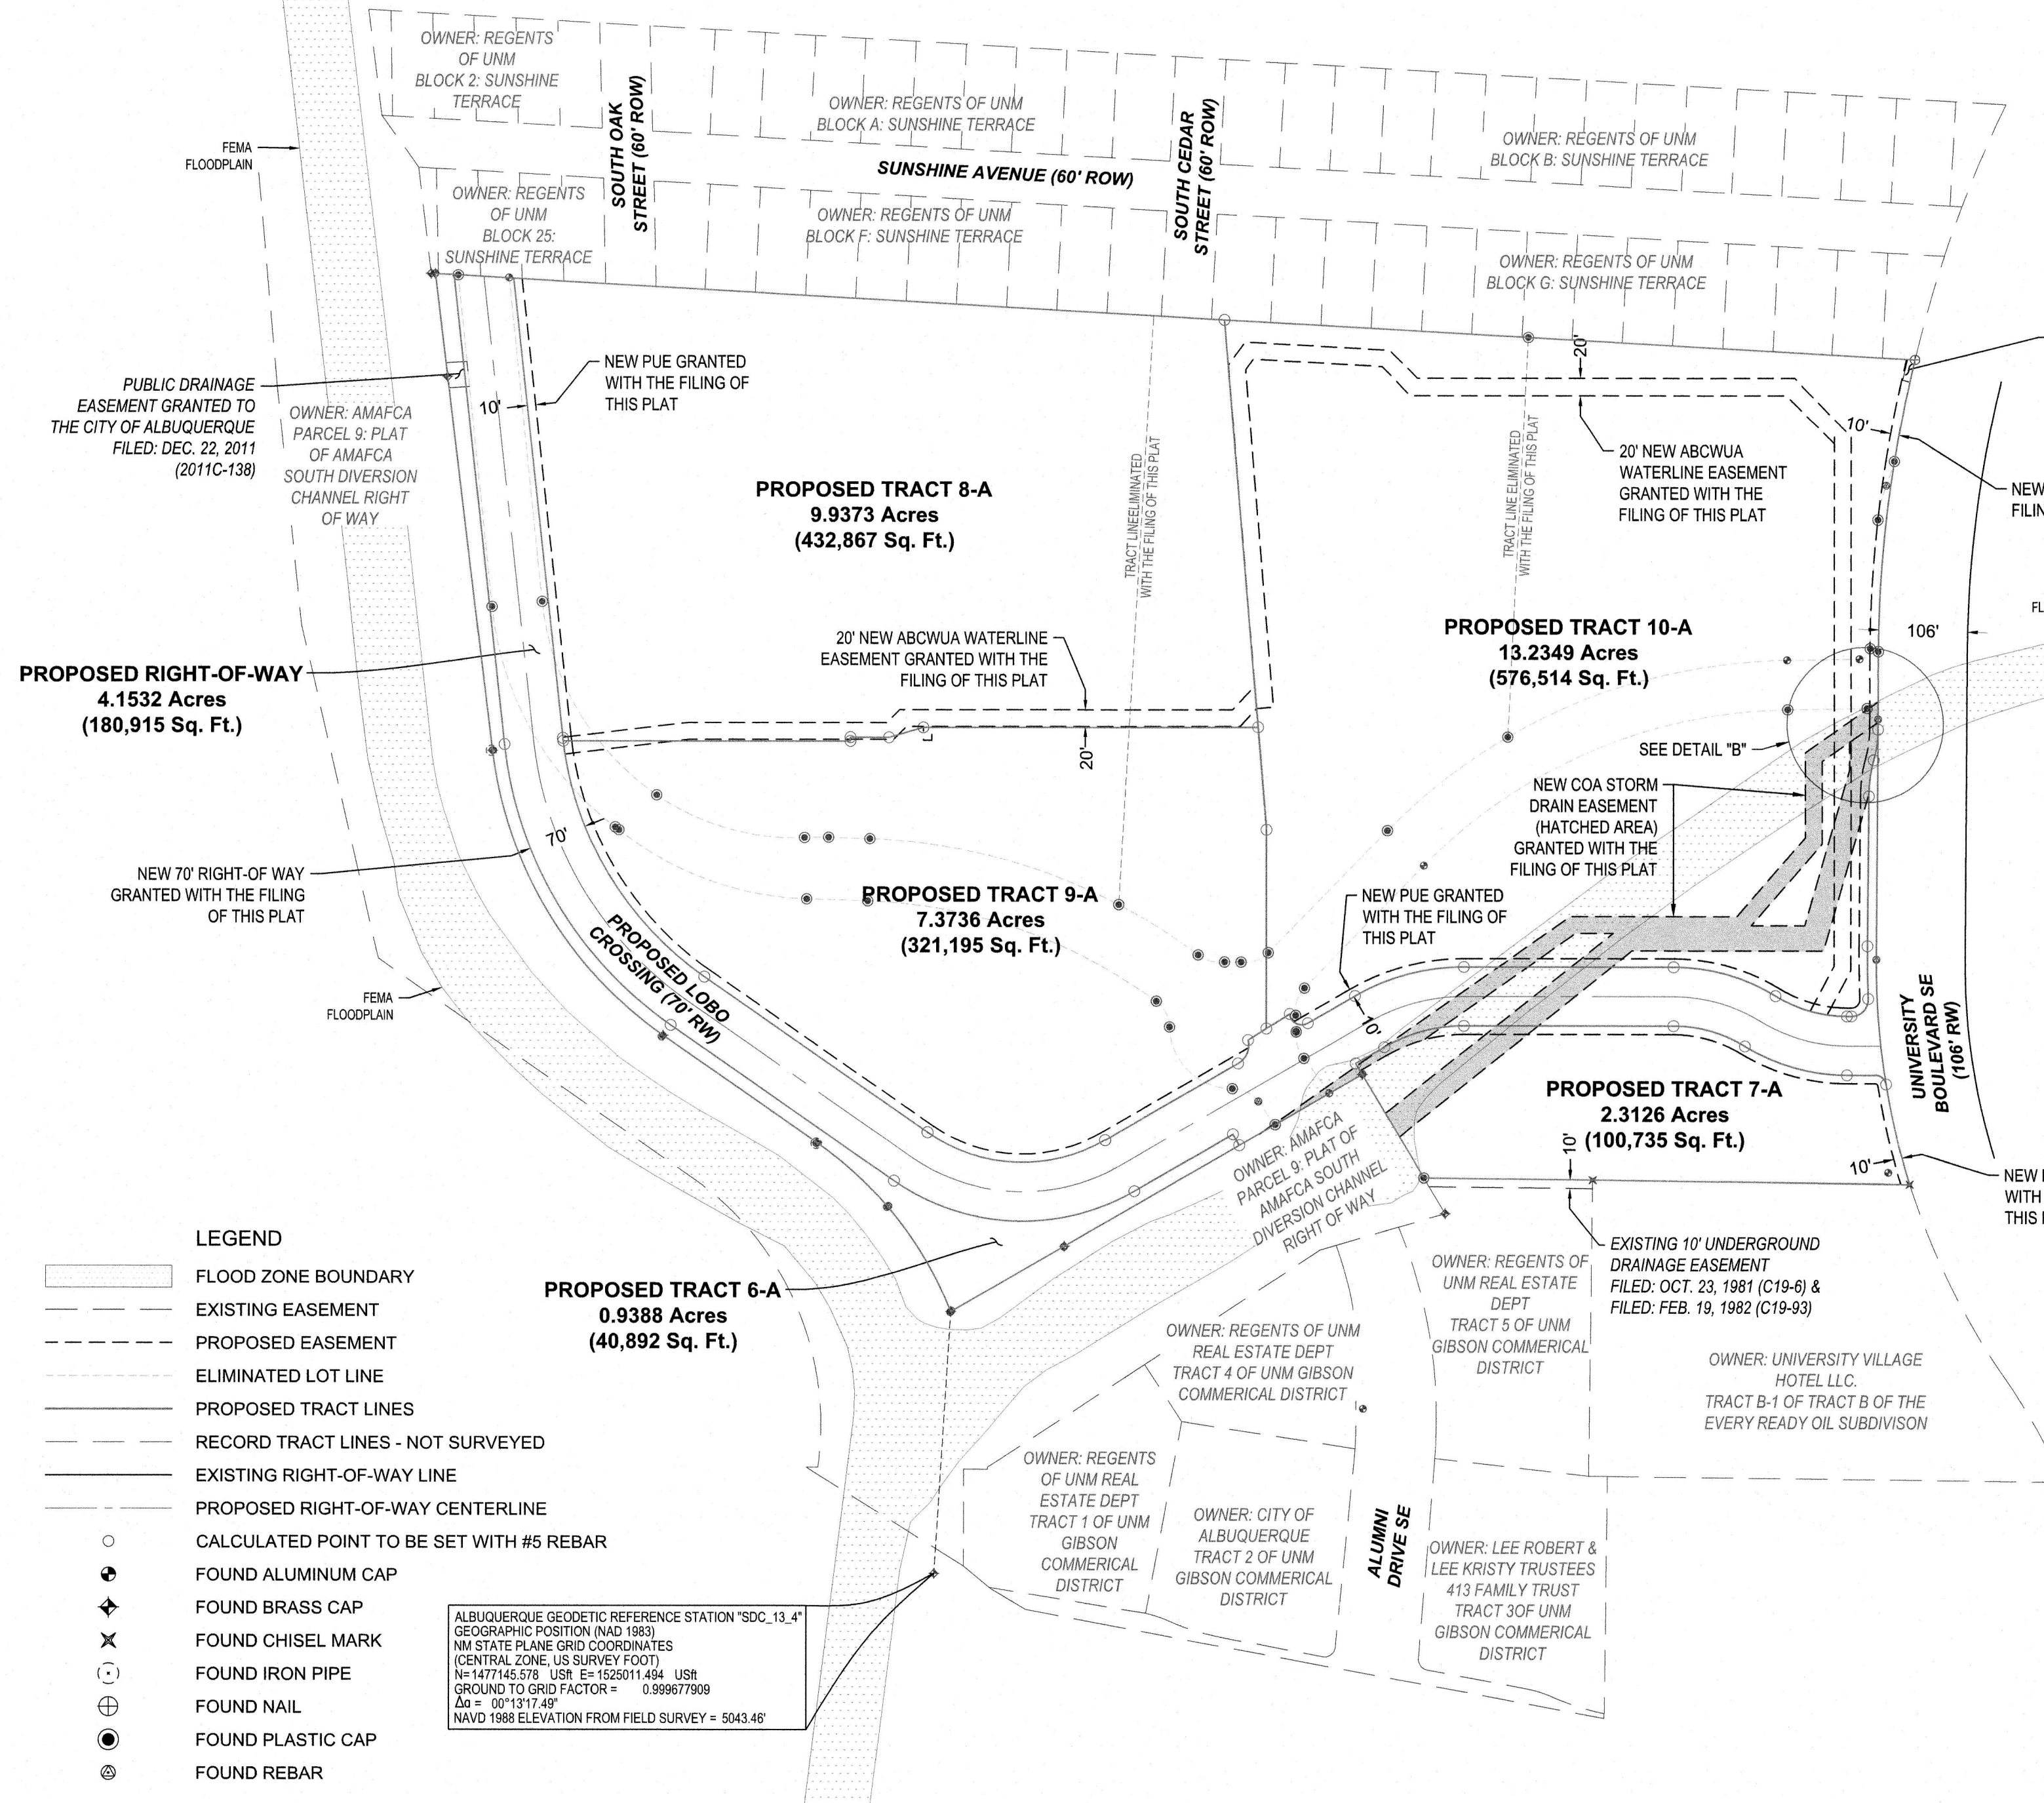 OWNER: REGENTS
OF UNM
BLOCK 2: SUNSHINE
TERRACE
SOUTH OAK
STREET (60' ROW)
OWNER: REGENTS OF UNM
BLOCK A: SUNSHINE TERRACE
SOUTH CEDAR
STREET (60' ROW)
OWNER: REGENTS OF UNM
BLOCK B: SUNSHINE TERRACE
FEMA
FLOODPLAIN
SUNSHINE AVENUE (60' ROW)
OWNER: REGENTS
OF UNM
BLOCK 25:
SUNSHINE TERRACE
OWNER: REGENTS OF UNM
BLOCK F: SUNSHINE TERRACE
OWNER: REGENTS OF UNM
BLOCK G: SUNSHINE TERRACE
PUBLIC DRAINAGE
EASEMENT GRANTED TO
THE CITY OF ALBUQUERQUE
FILED: DEC. 22, 2011
(2011C-138)
OWNER: AMAFCA
PARCEL 9: PLAT
OF AMAFCA
SOUTH DIVERSION
CHANNEL RIGHT
OF WAY
10'
NEW PUE GRANTED
WITH THE FILING OF
THIS PLAT
20'
10'
PROPOSED TRACT 8-A
9.9373 Acres
(432,867 Sq. Ft.)
TRACT LINEELIMINATED
WITH THE FILING OF THIS PLAT
TRACT LINE ELIMINATED
WITH THE FILING OF THIS PLAT
20' NEW ABCWUA
WATERLINE EASEMENT
GRANTED WITH THE
FILING OF THIS PLAT
NEW
FILIN
FL
PROPOSED TRACT 10-A
13.2349 Acres
(576,514 Sq. Ft.)
106'
20' NEW ABCWUA WATERLINE
EASEMENT GRANTED WITH THE
FILING OF THIS PLAT
20'
PROPOSED RIGHT-OF-WAY
4.1532 Acres
(180,915 Sq. Ft.)
SEE DETAIL "B"
NEW COA STORM
DRAIN EASEMENT
(HATCHED AREA)
GRANTED WITH THE
FILING OF THIS PLAT
70'
NEW 70' RIGHT-OF WAY
GRANTED WITH THE FILING
OF THIS PLAT
PROPOSED TRACT 9-A
7.3736 Acres
(321,195 Sq. Ft.)
NEW PUE GRANTED
WITH THE FILING OF
THIS PLAT
PROPOSED LOBO
CROSSING (70' RW)
FEMA
FLOODPLAIN
10'
UNIVERSITY
BOULEVARD SE
(106' RW)
PROPOSED TRACT 7-A
2.3126 Acres
(100,735 Sq. Ft.)
10'
10'
NEW
WITH
THIS
OWNER: AMAFCA
PARCEL 9: PLAT OF
AMAFCA SOUTH
DIVERSION CHANNEL
RIGHT OF WAY
EXISTING 10' UNDERGROUND
DRAINAGE EASEMENT
FILED: OCT. 23, 1981 (C19-6) &
FILED: FEB. 19, 1982 (C19-93)
PROPOSED TRACT 6-A
0.9388 Acres
(40,892 Sq. Ft.)
OWNER: REGENTS OF
UNM REAL ESTATE
DEPT
TRACT 5 OF UNM
GIBSON COMMERICAL
DISTRICT
OWNER: REGENTS OF UNM
REAL ESTATE DEPT
TRACT 4 OF UNM GIBSON
COMMERICAL DISTRICT
OWNER: UNIVERSITY VILLAGE
HOTEL LLC.
TRACT B-1 OF TRACT B OF THE
EVERY READY OIL SUBDIVISON
OWNER: REGENTS
OF UNM REAL
ESTATE DEPT
TRACT 1 OF UNM
GIBSON
COMMERICAL
DISTRICT
OWNER: CITY OF
ALBUQUERQUE
TRACT 2 OF UNM
GIBSON COMMERICAL
DISTRICT
ALUMNI
DRIVE SE
OWNER: LEE ROBERT &
LEE KRISTY TRUSTEES
413 FAMILY TRUST
TRACT 3OF UNM
GIBSON COMMERICAL
DISTRICT
LEGEND
FLOOD ZONE BOUNDARY
EXISTING EASEMENT
PROPOSED EASEMENT
ELIMINATED LOT LINE
PROPOSED TRACT LINES
RECORD TRACT LINES - NOT SURVEYED
EXISTING RIGHT-OF-WAY LINE
PROPOSED RIGHT-OF-WAY CENTERLINE
CALCULATED POINT TO BE SET WITH #5 REBAR
FOUND ALUMINUM CAP
FOUND BRASS CAP
FOUND CHISEL MARK
FOUND IRON PIPE
FOUND NAIL
FOUND PLASTIC CAP
FOUND REBAR
ALBUQUERQUE GEODETIC REFERENCE STATION "SDC_13_4"
GEOGRAPHIC POSITION (NAD 1983)
NM STATE PLANE GRID COORDINATES
(CENTRAL ZONE, US SURVEY FOOT)
N=1477145.578 USft E=1525011.494 USft
GROUND TO GRID FACTOR = 0.999677909
Δα = 00°13'17.49"
NAVD 1988 ELEVATION FROM FIELD SURVEY = 5043.46'